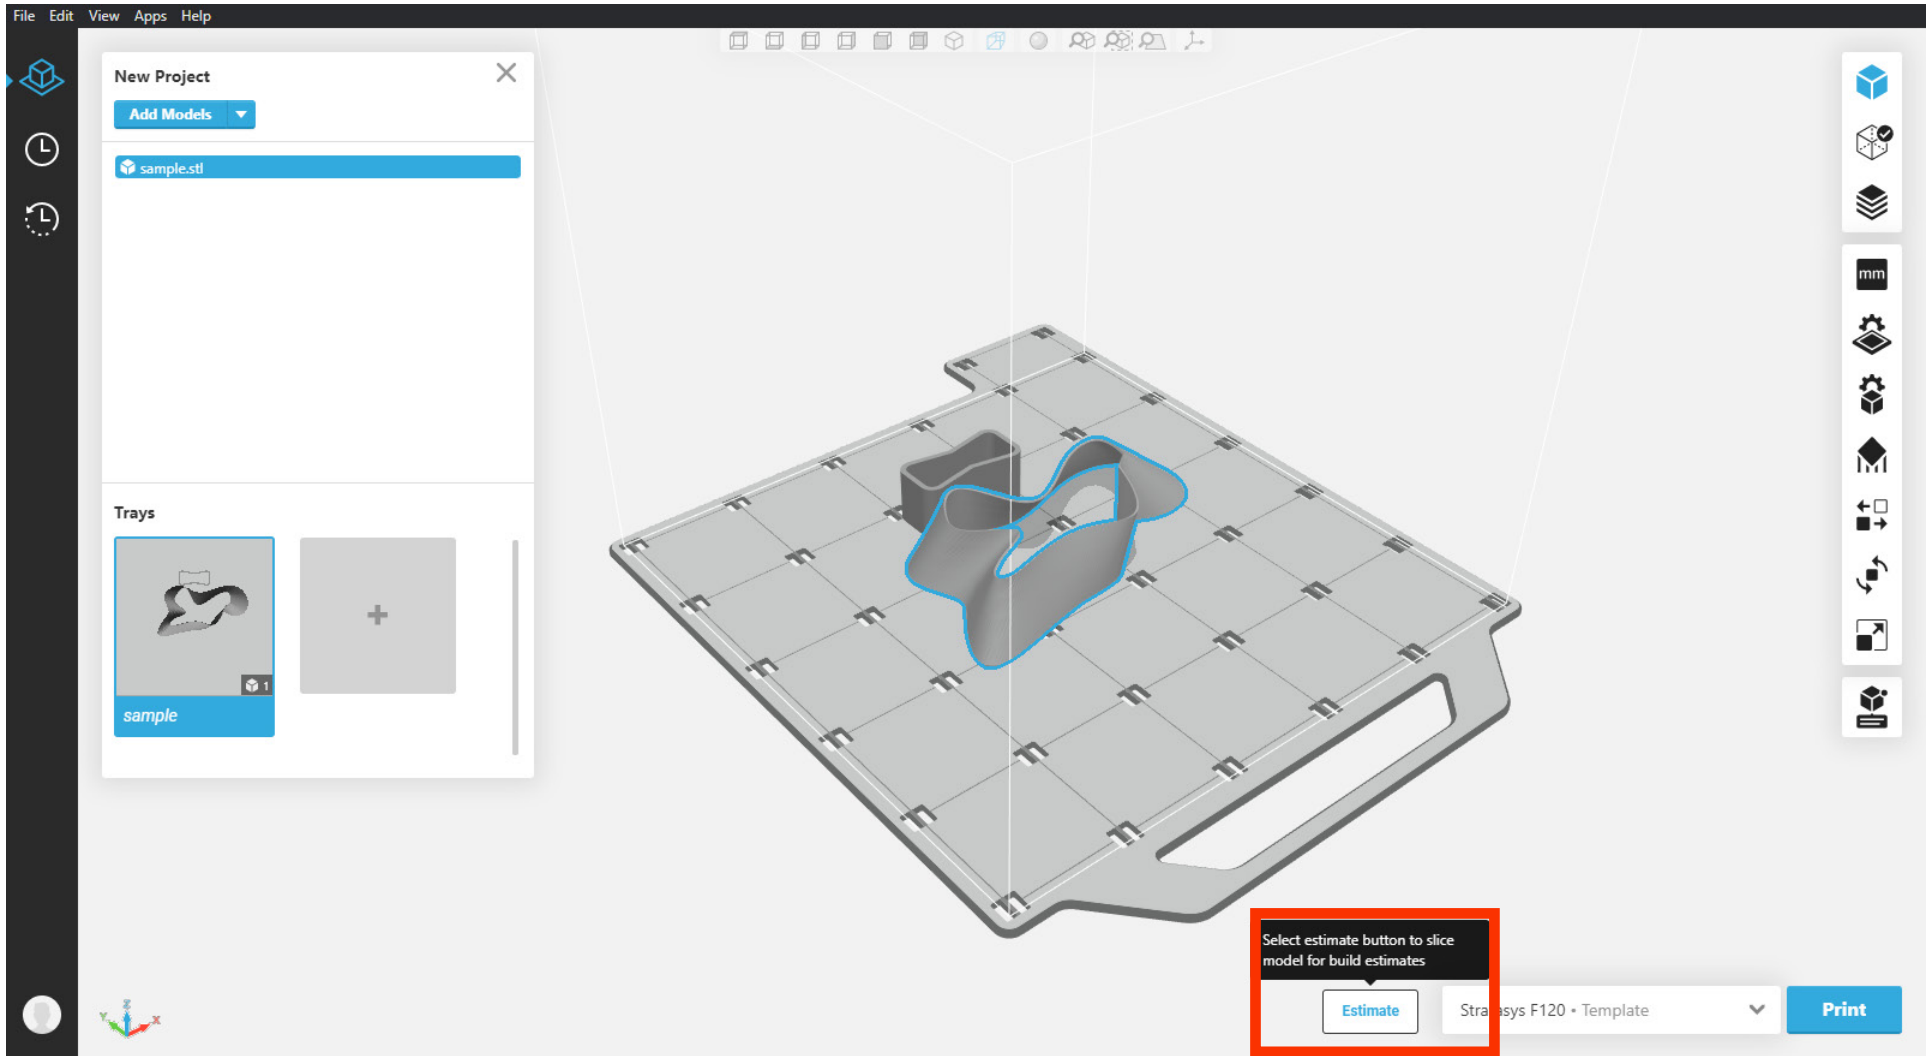 File Edit View Apps Help
New Project
Add Models
sample.stl
mm
Trays
1
sample
Select estimate button to slice
model for build estimates
Estimate
Stratasys F120 • Template
Print
Z
Y
X